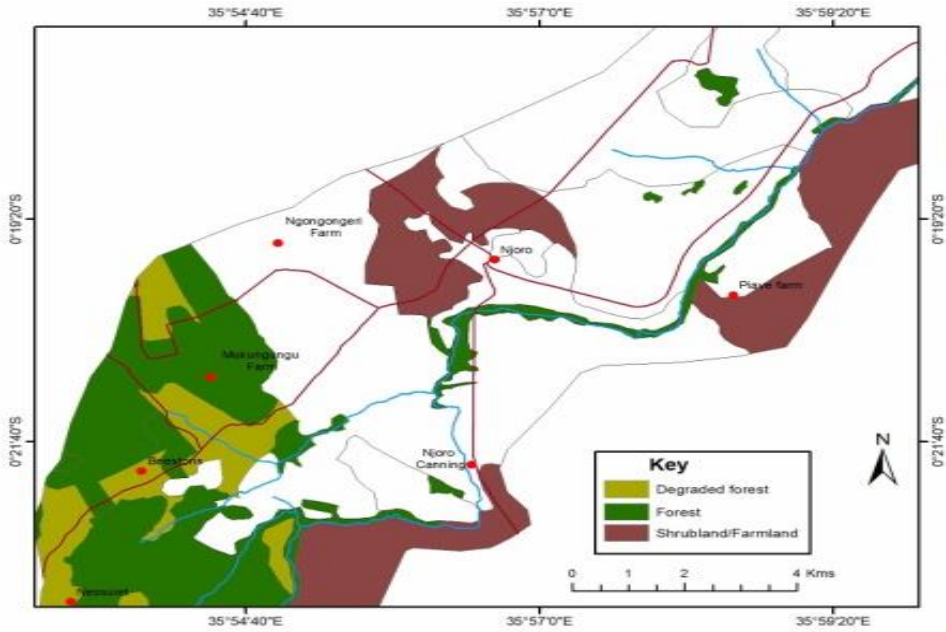 35°54'40"E 35°57'0"E 35°59'20"E
0°19'20"S
0°19'20"S
Ngongongeri
Farm
Njoro
Piave farm
Mukungungu
Farm
0°21'40"S
0°21'40"S
Beestons
Njoro
Canning
N
Key
Degraded forest
Forest
Shrubland/Farmland
0 1 2 4 Kms
Nessuiet
35°54'40"E 35°57'0"E 35°59'20"E